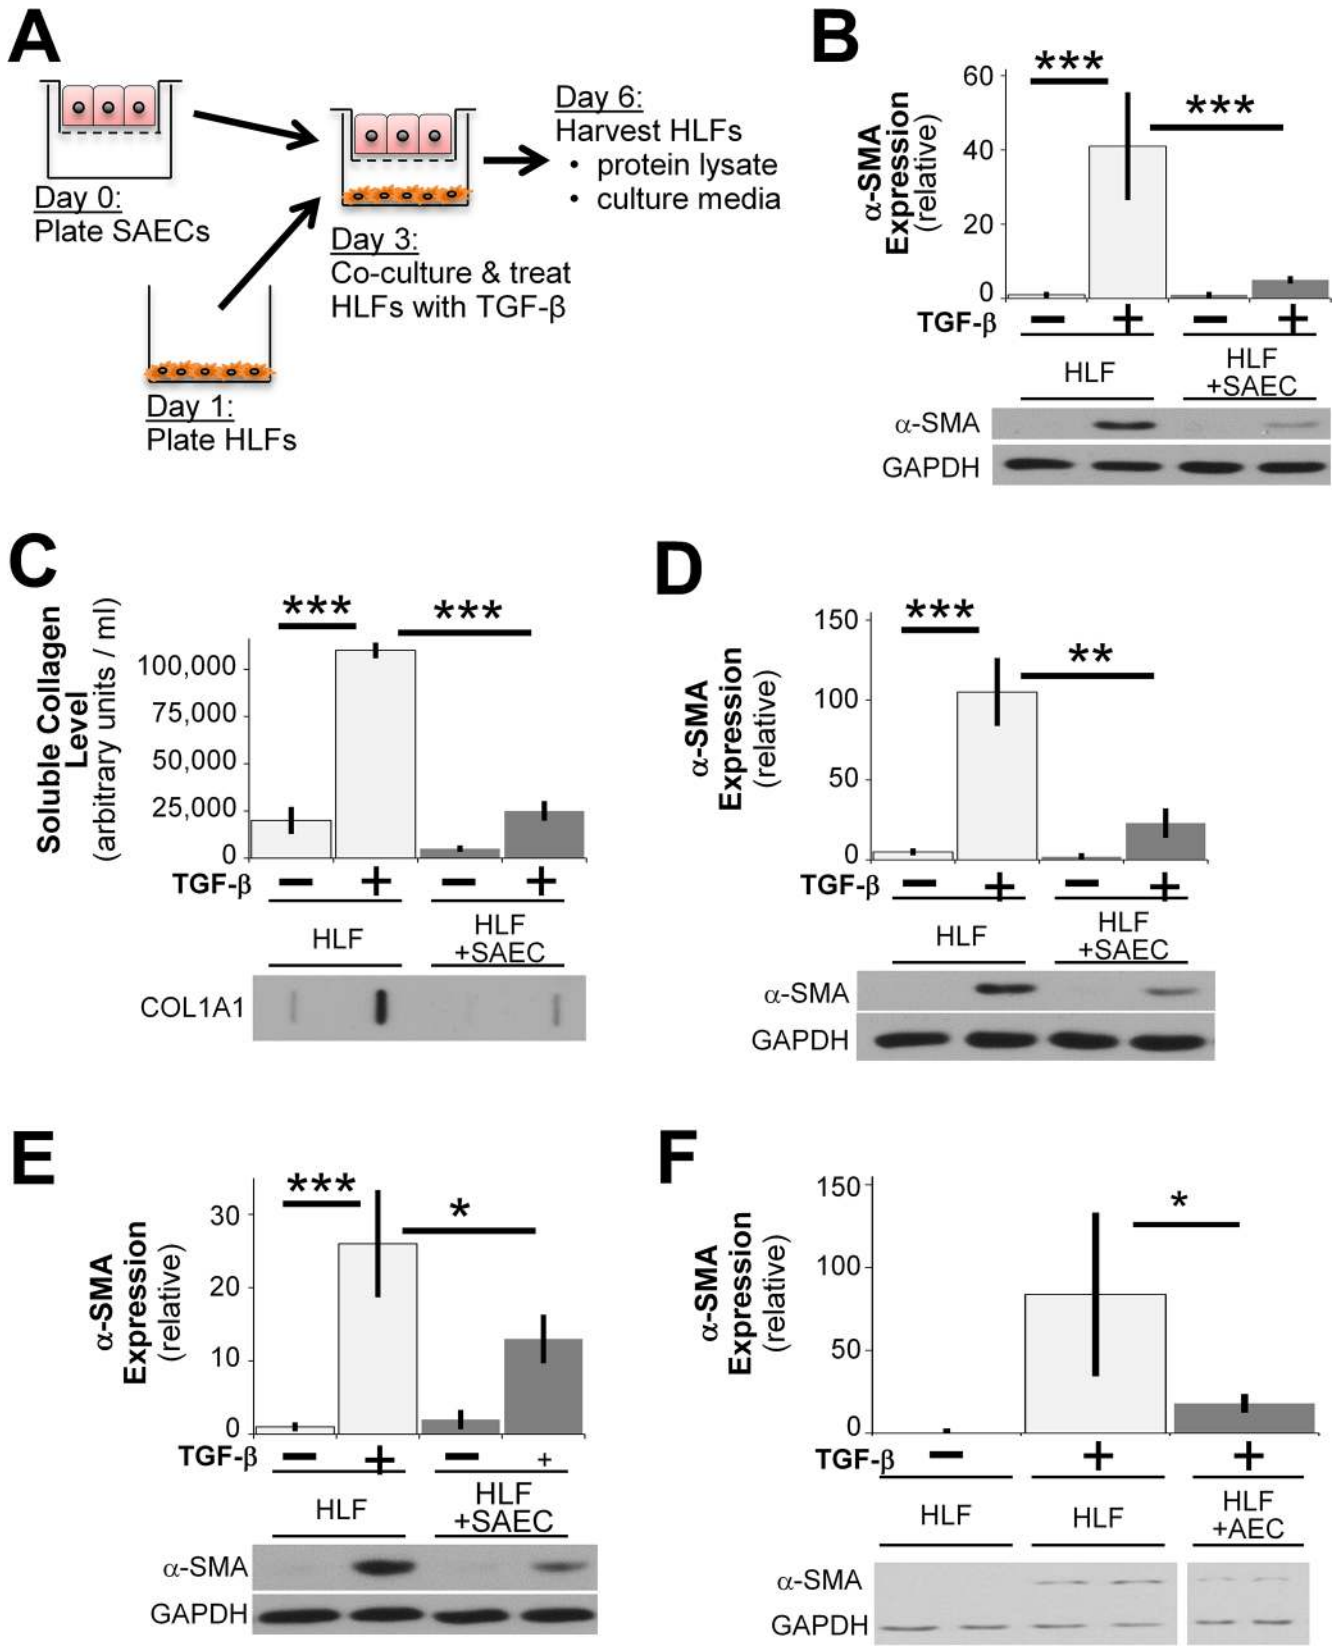 A
Day 0:
Plate SAECs
Day 1:
Plate HLFs
Day 3:
Co-culture & treat
HLFs with TGF-β
Day 6:
Harvest HLFs
• protein lysate
• culture media
B
α-SMA
Expression
(relative)
60
40
20
0
***
***
TGF-β − + − +
HLF
HLF
+SAEC
α-SMA
GAPDH
C
Soluble Collagen
Level
(arbitrary units / ml)
100,000
75,000
50,000
25,000
0
***
***
TGF-β − + − +
HLF
HLF
+SAEC
COL1A1
D
α-SMA
Expression
(relative)
150
100
50
0
***
**
TGF-β − + − +
HLF
HLF
+SAEC
α-SMA
GAPDH
E
α-SMA
Expression
(relative)
30
20
10
0
***
*
TGF-β − + − +
HLF
HLF
+SAEC
α-SMA
GAPDH
F
α-SMA
Expression
(relative)
150
100
50
0
*
TGF-β − + +
HLF
HLF
HLF
+AEC
α-SMA
GAPDH